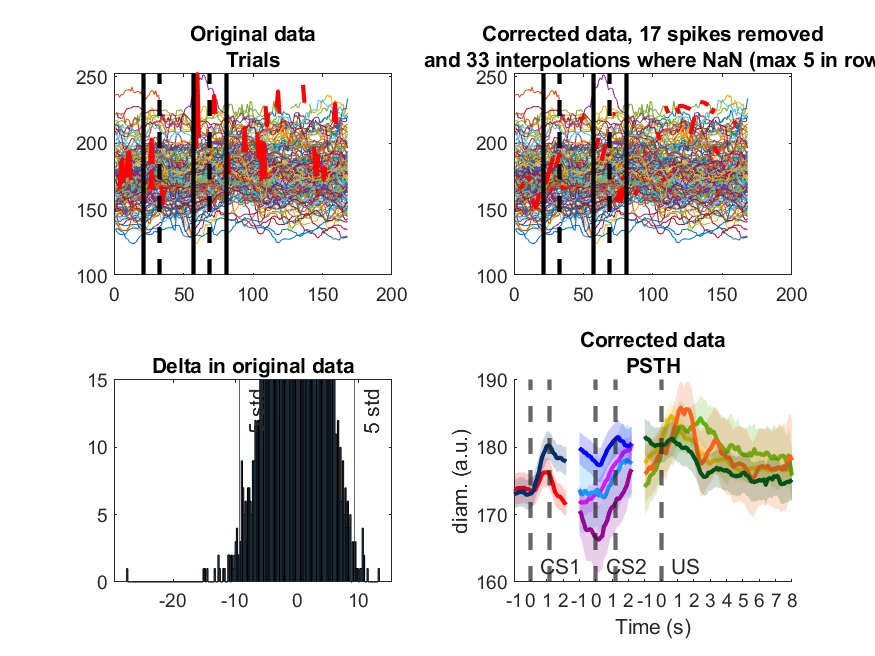 Original data
Trials
250
200
150
100
0 50 100 150 200
Corrected data, 17 spikes removed
and 33 interpolations where NaN (max 5 in row
250
200
150
100
0 50 100 150 200
Delta in original data
15
10
5
0
5 std
5 std
-20 -10 0 10
Corrected data
PSTH
190
180
170
160
diam. (a.u.)
CS1 CS2 US
-1 0 1 2 -1 0 1 2 -1 0 1 2 3 4 5 6 7 8
Time (s)